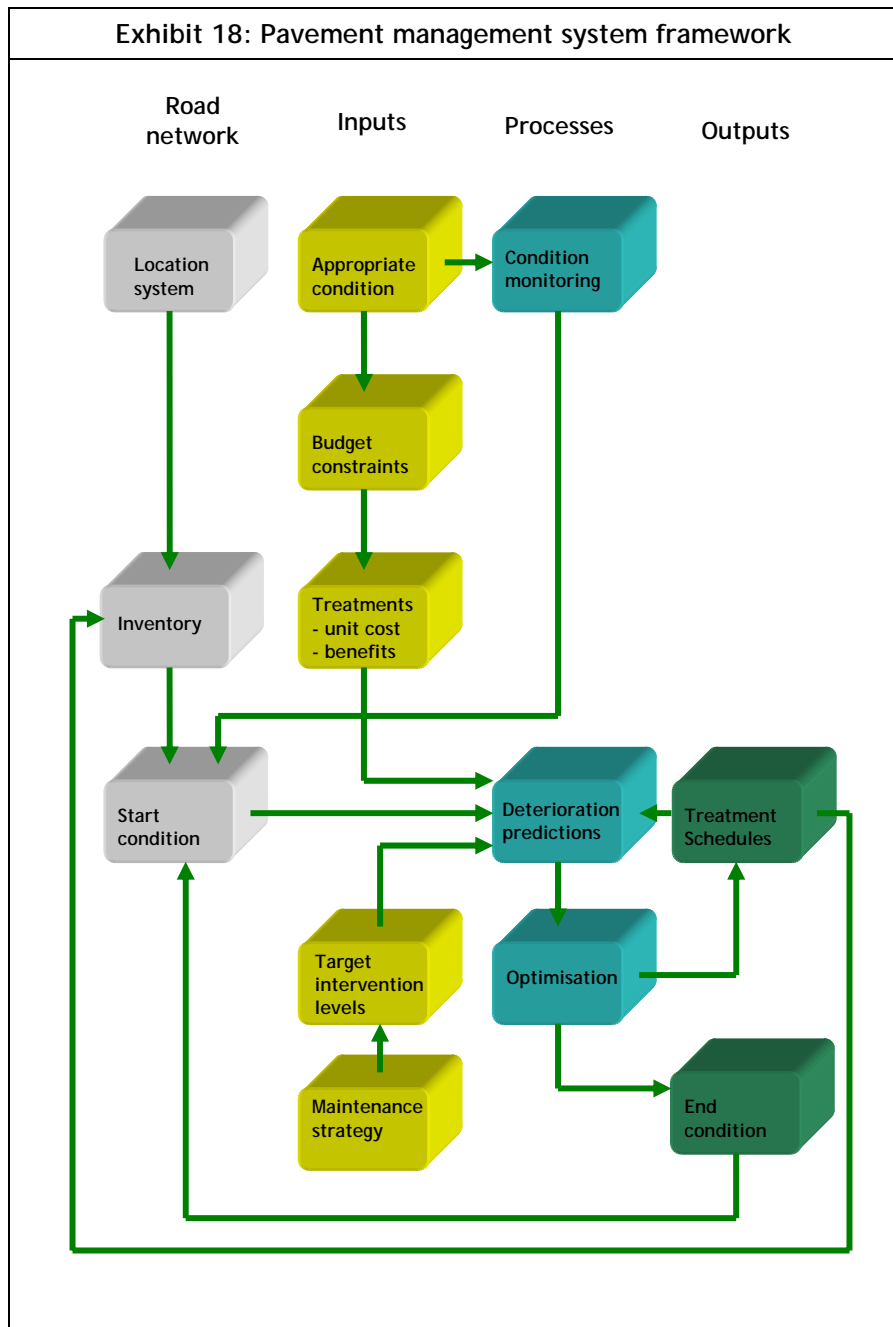 Exhibit 18: Pavement management system framework
Road
network
Inputs
Processes
Outputs
Location
system
Appropriate
condition
Condition
monitoring
Budget
constraints
Inventory
Treatments
- unit cost
- benefits
Start
condition
Deterioration
predictions
Treatment
Schedules
Target
intervention
levels
Optimisation
Maintenance
strategy
End
condition